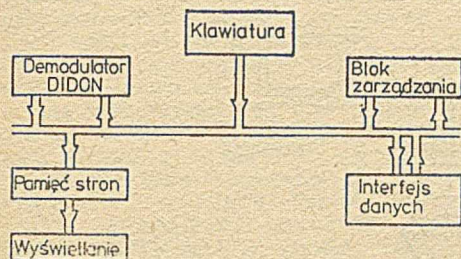 Klawiatura
Demodulator
DIDON
Blok
zarządzania
Pamięć stron
Interfejs
danych
Wyświetlanie